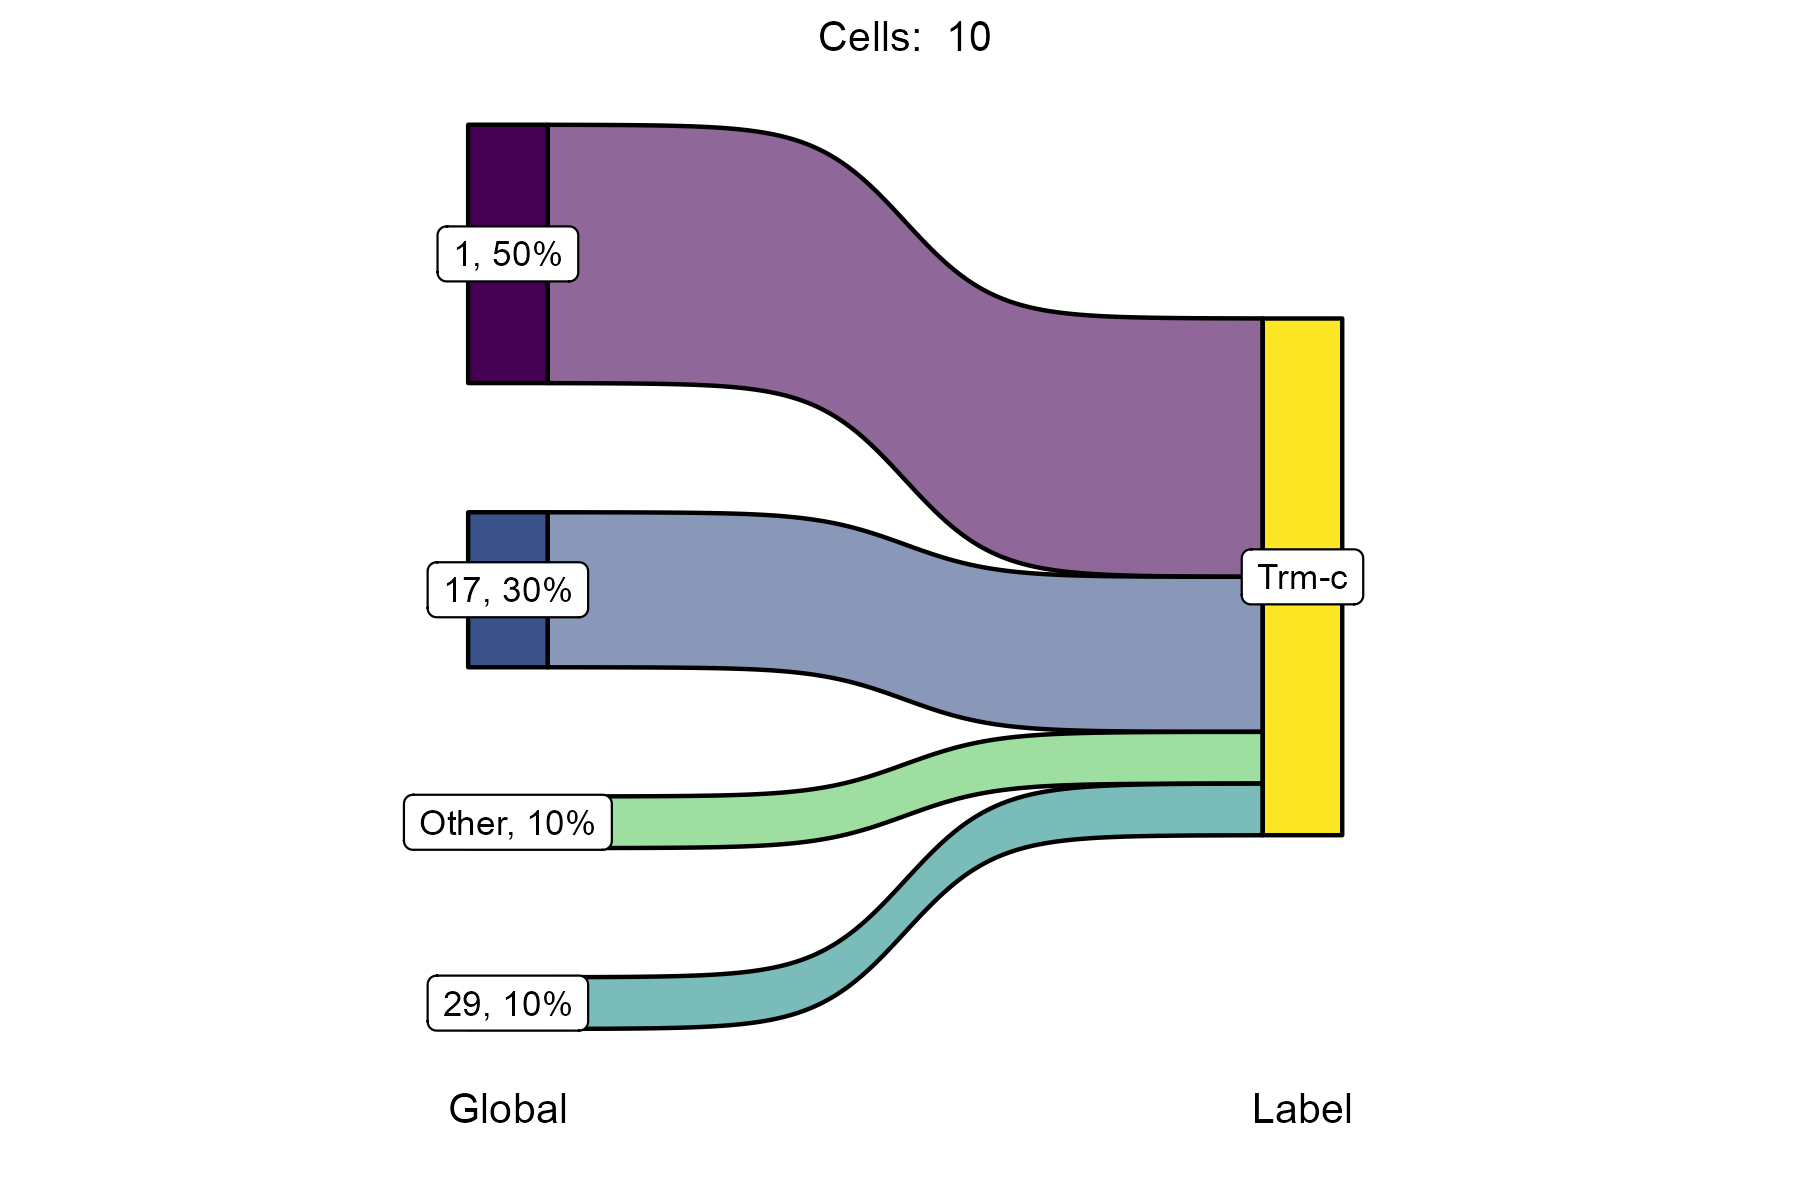 Cells:  10
1, 50%
17, 30%
Trm-c
Other, 10%
29, 10%
Global
Label